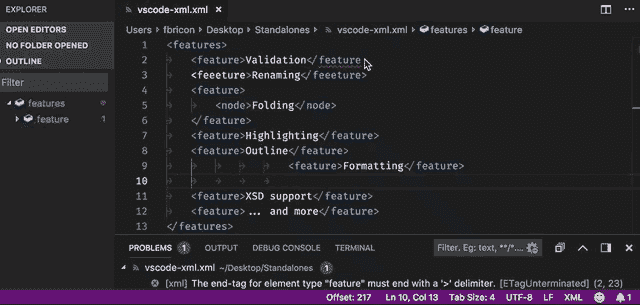 EXPLORER
OPEN EDITORS
NO FOLDER OPENED
OUTLINE
Filter
features
feature 1
vscode-xml.xml
Users › fbricon › Desktop › Standalones › vscode-xml.xml › features › feature
1 <features>
2 <feature>Validation</feature
3 <feeeture>Renaming</feeeture>
4 <feature>
5 <node>Folding</node>
6 </feature>
7 <feature>Highlighting</feature>
8 <feature>Outline</feature>
9 <feature>Formatting</feature>
10
11 <feature>XSD support</feature>
12 <feature> ... and more</feature>
13 </features>
PROBLEMS 1 OUTPUT DEBUG CONSOLE TERMINAL
Filter. Eg: text, **/*....
vscode-xml.xml ~/Desktop/Standalones 1
[xml] The end-tag for element type "feature" must end with a '>' delimiter. [ETagUnterminated] (2, 23)
Offset: 217 Ln 10, Col 13 Tab Size: 4 UTF-8 LF XML 1